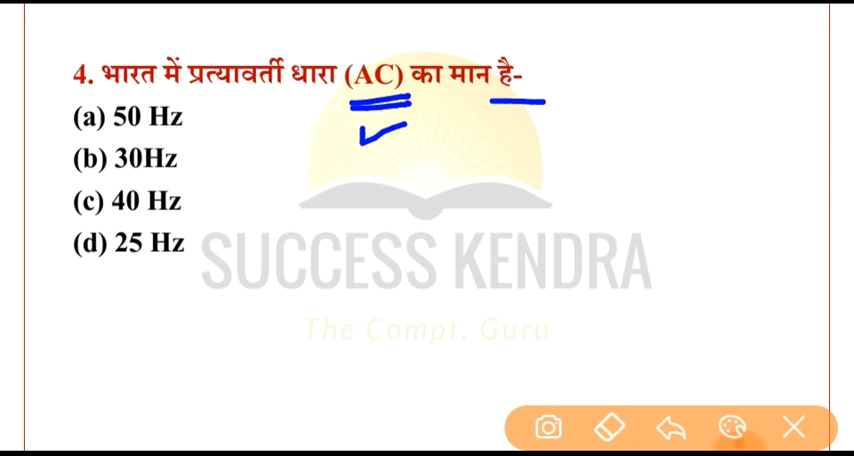 4. भारत में प्रत्यावर्ती धारा (AC) का मान है-
(a) 50 Hz
(b) 30Hz
(c) 40 Hz
(d) 25 Hz
SUCCESS KENDRA
The Compt. Guru